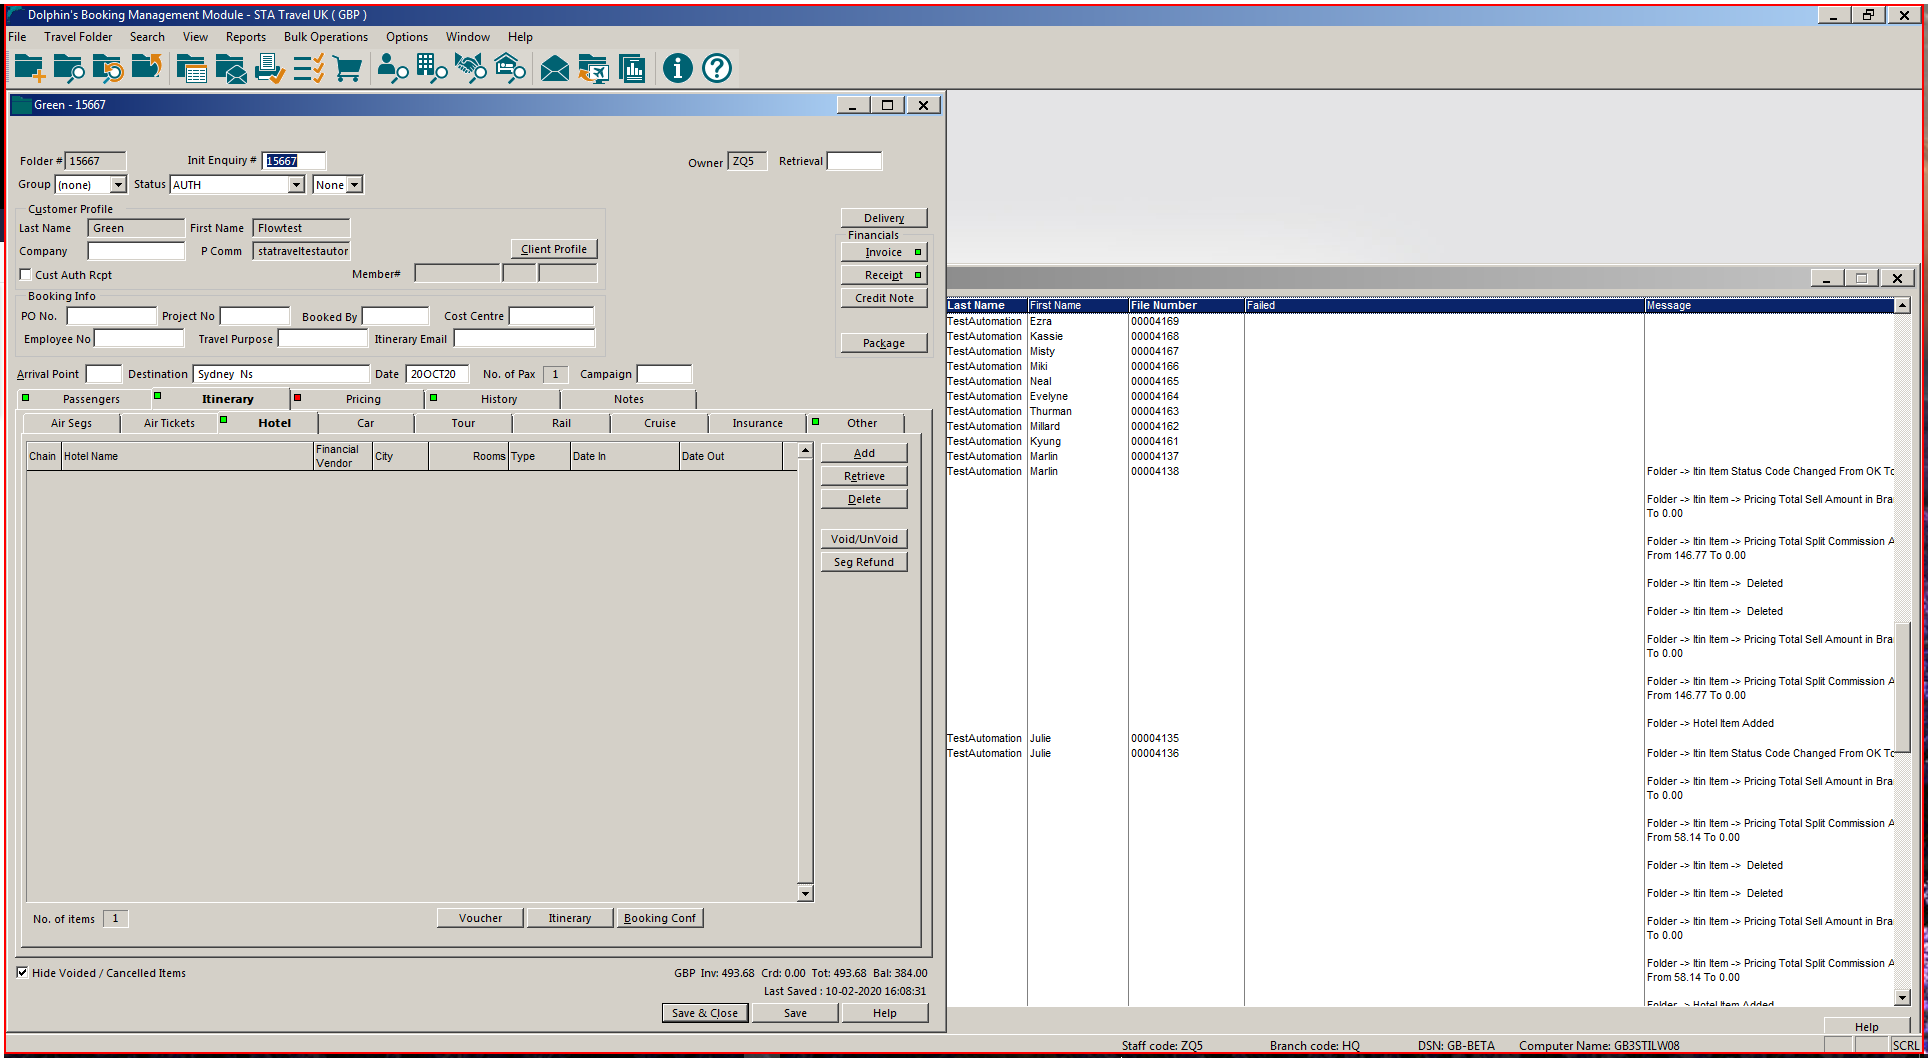 Dolphin's Booking Management Module - STA Travel UK ( GBP )
File Travel Folder Search View Reports Bulk Operations Options Window Help
Green - 15667
Folder # 15667 Init Enquiry # 15667 Owner ZQ5 Retrieval
Group (none) Status AUTH None
Customer Profile
Last Name Green First Name Flowtest
Company P Comm statraveltestautor Client Profile
Cust Auth Rcpt Member#
Booking Info
PO No. Project No Booked By Cost Centre
Employee No Travel Purpose Itinerary Email
Delivery
Financials
Invoice
Receipt
Credit Note
Package
Arrival Point Destination Sydney Ns Date 20OCT20 No. of Pax 1 Campaign
Passengers Itinerary Pricing History Notes
Air Segs Air Tickets Hotel Car Tour Rail Cruise Insurance Other
Chain Hotel Name Financial Vendor City Rooms Type Date In Date Out
Add
Retrieve
Delete
Void/UnVoid
Seg Refund
No. of items 1 Voucher Itinerary Booking Conf
Hide Voided / Cancelled Items GBP Inv: 493.68 Crd: 0.00 Tot: 493.68 Bal: 384.00
Last Saved : 10-02-2020 16:08:31
Save & Close Save Help
Last Name First Name File Number Failed Message
TestAutomation Ezra 00004169
TestAutomation Kassie 00004168
TestAutomation Misty 00004167
TestAutomation Miki 00004166
TestAutomation Neal 00004165
TestAutomation Evelyne 00004164
TestAutomation Thurman 00004163
TestAutomation Millard 00004162
TestAutomation Kyung 00004161
TestAutomation Marlin 00004137
TestAutomation Marlin 00004138 Folder -> Itin Item Status Code Changed From OK To
Folder -> Itin Item -> Pricing Total Sell Amount in Bra
To 0.00
Folder -> Itin Item -> Pricing Total Split Commission A
From 146.77 To 0.00
Folder -> Itin Item -> Deleted
Folder -> Itin Item -> Deleted
Folder -> Itin Item -> Pricing Total Sell Amount in Bra
To 0.00
Folder -> Itin Item -> Pricing Total Split Commission A
From 146.77 To 0.00
Folder -> Hotel Item Added
TestAutomation Julie 00004135
TestAutomation Julie 00004136 Folder -> Itin Item Status Code Changed From OK To
Folder -> Itin Item -> Pricing Total Sell Amount in Bra
To 0.00
Folder -> Itin Item -> Pricing Total Split Commission A
From 58.14 To 0.00
Folder -> Itin Item -> Deleted
Folder -> Itin Item -> Deleted
Folder -> Itin Item -> Pricing Total Sell Amount in Bra
To 0.00
Folder -> Itin Item -> Pricing Total Split Commission A
From 58.14 To 0.00
Folder -> Hotel Item Added
Help
Staff code: ZQ5 Branch code: HQ DSN: GB-BETA Computer Name: GB3STILW08 SCRL